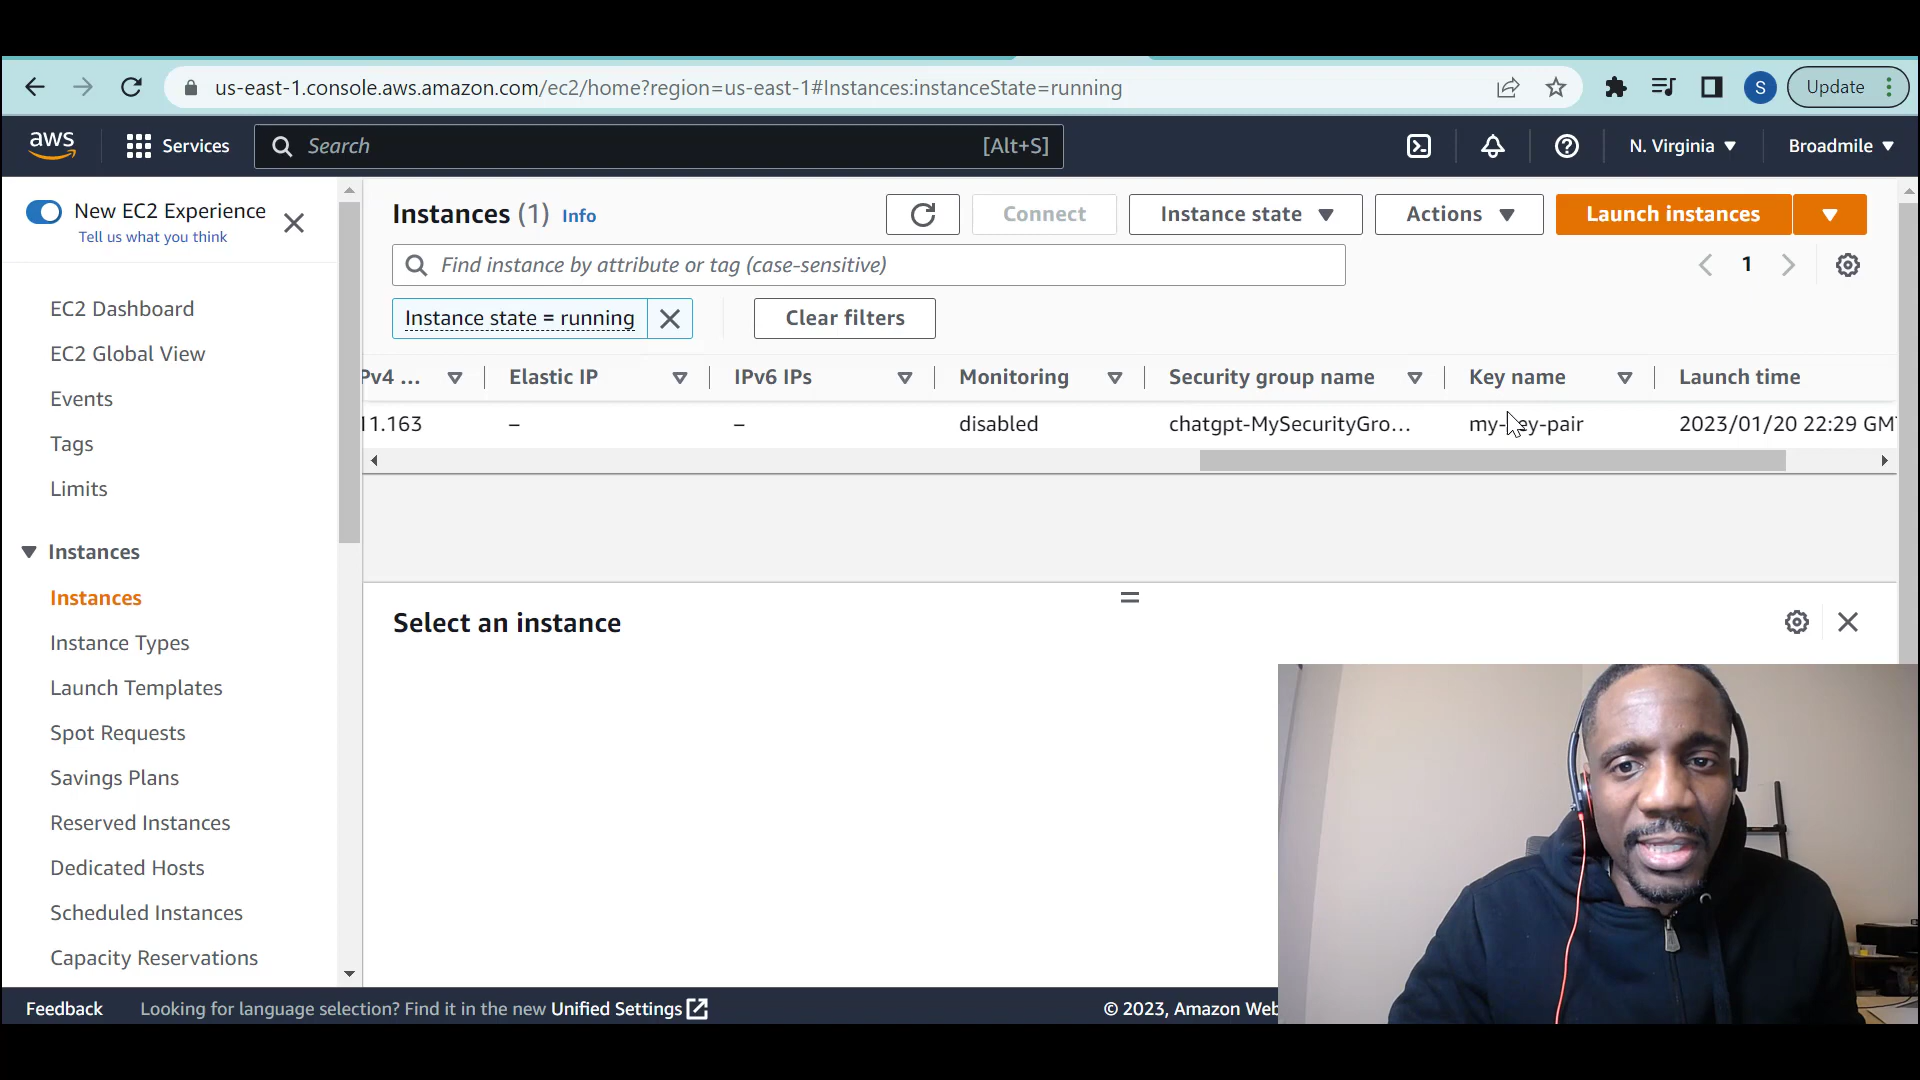 us-east-1.console.aws.amazon.com/ec2/home?region=us-east-1#Instances:instanceState=running
S
Update
aws
Services
Search
[Alt+S]
N. Virginia
Broadmile
New EC2 Experience
Tell us what you think
EC2 Dashboard
EC2 Global View
Events
Tags
Limits
Instances
Instances
Instance Types
Launch Templates
Spot Requests
Savings Plans
Reserved Instances
Dedicated Hosts
Scheduled Instances
Capacity Reservations
Instances (1) Info
Connect
Instance state
Actions
Launch instances
Find instance by attribute or tag (case-sensitive)
1
Instance state = running
Clear filters
Pv4 ... Elastic IP IPv6 IPs Monitoring Security group name Key name Launch time
11.163 – – disabled chatgpt-MySecurityGro... my-key-pair 2023/01/20 22:29 GMT
Select an instance
Feedback
Looking for language selection? Find it in the new Unified Settings
© 2023, Amazon Web